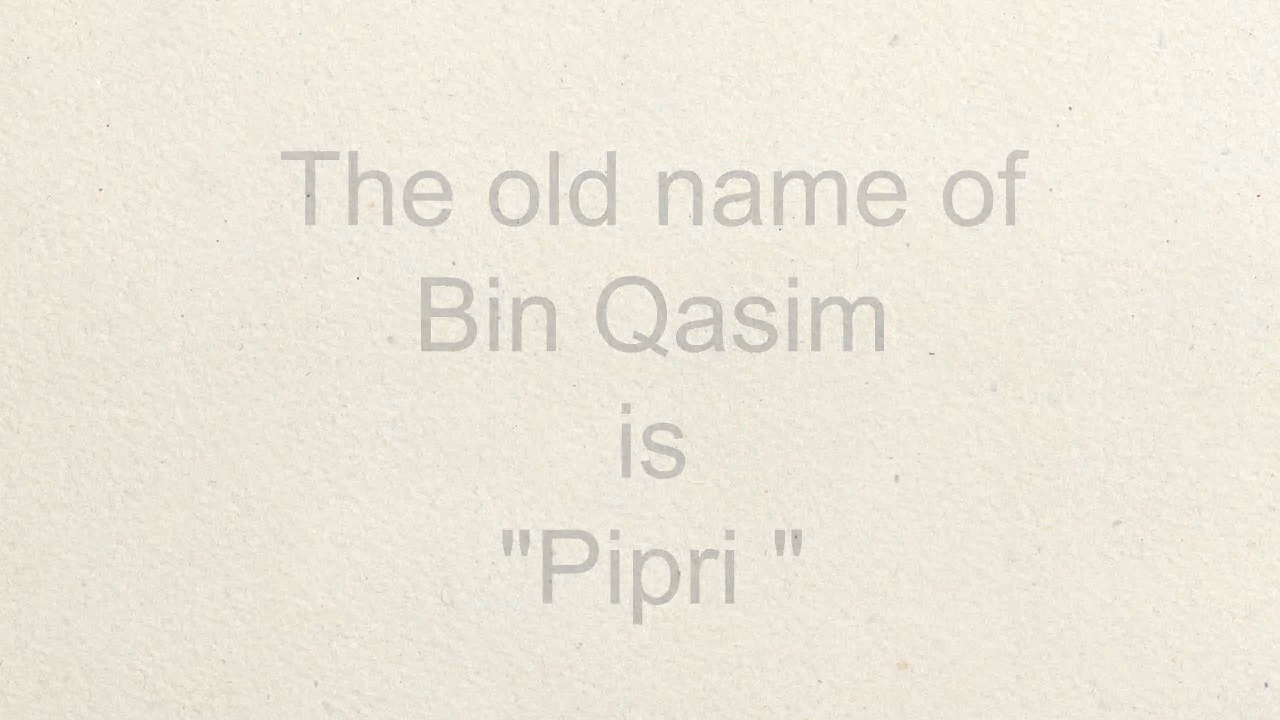 The old name of
Bin Qasim
is
"Pipri "